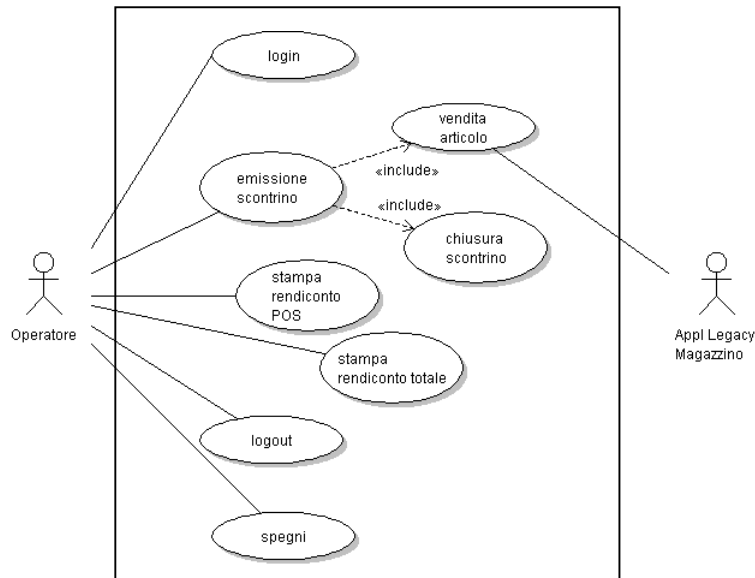 login
vendita
articolo
«include»
emissione
scontrino
«include»
chiusura
scontrino
stampa
rendiconto
POS
Operatore
Appl Legacy
Magazzino
stampa
rendiconto totale
logout
spegni